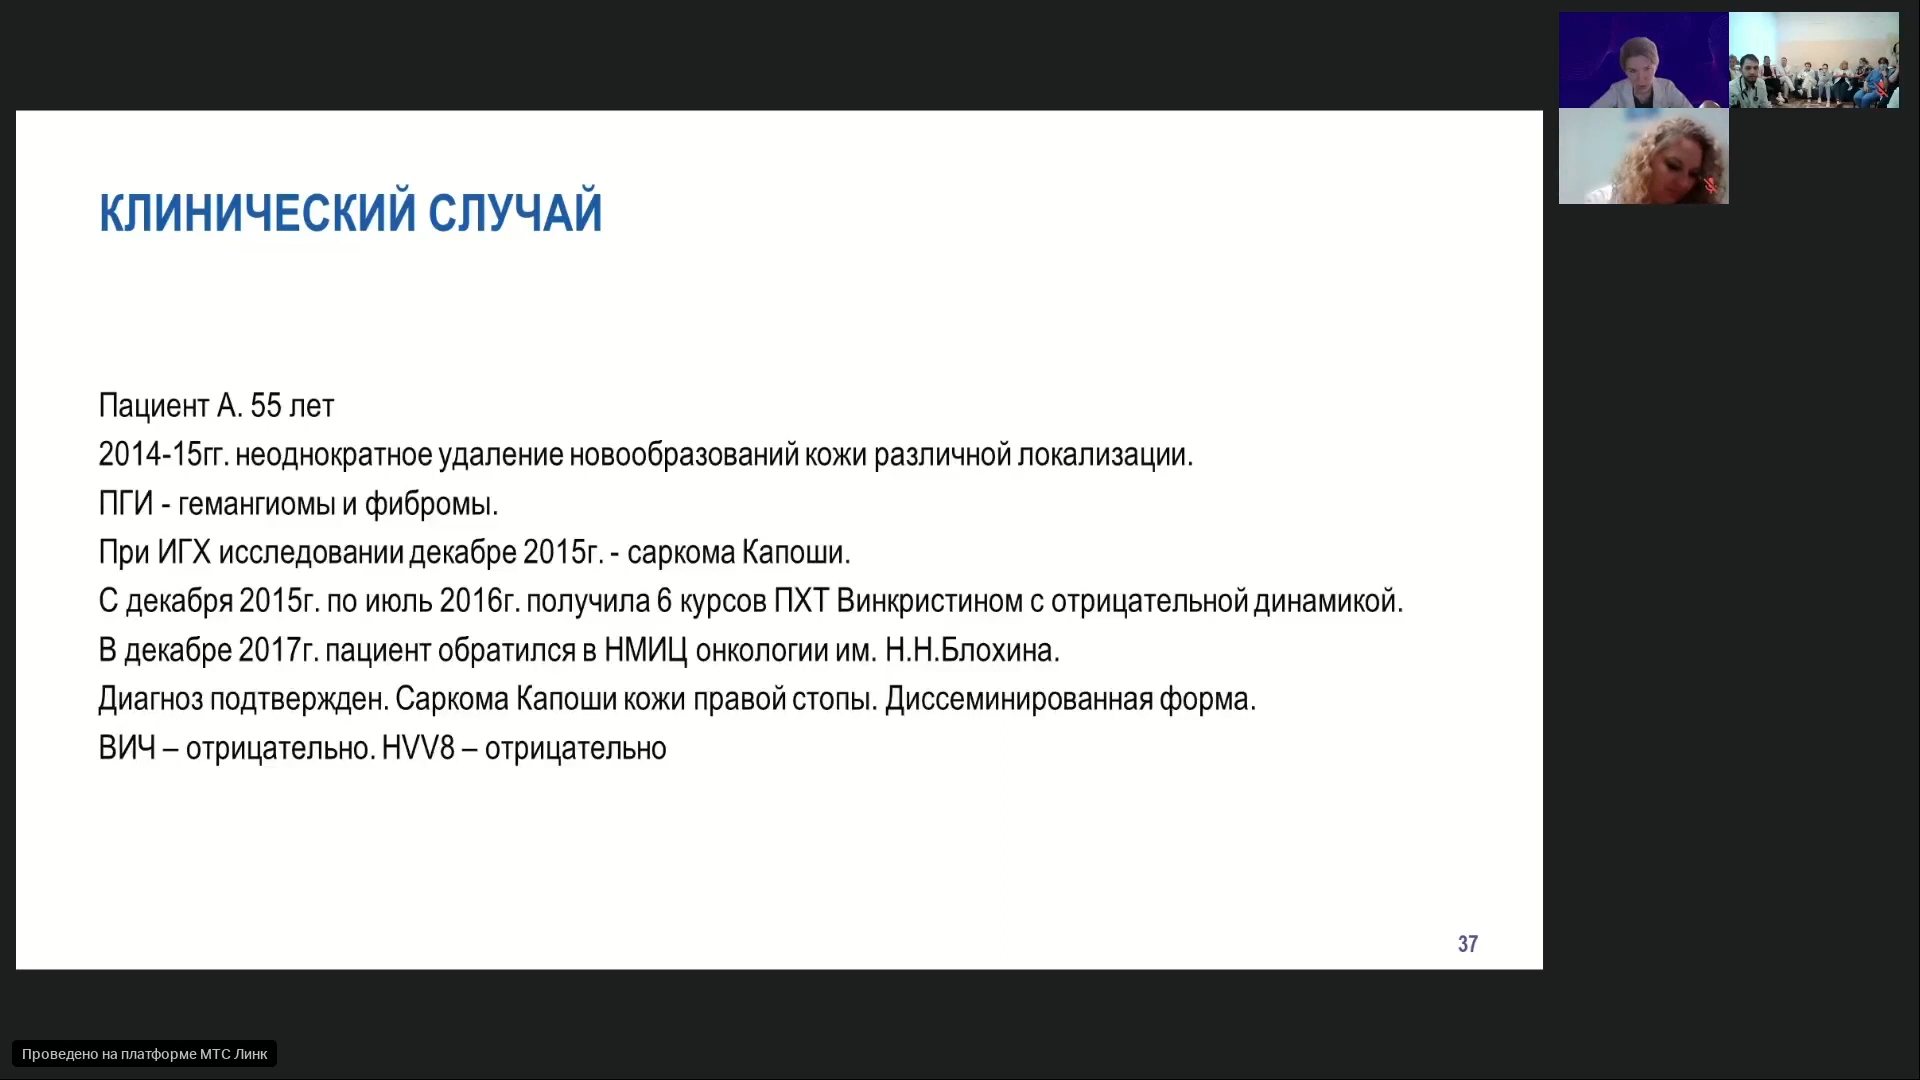 КЛИНИЧЕСКИЙ СЛУЧАЙ
Пациент А. 55 лет
2014-15гг. неоднократное удаление новообразований кожи различной локализации.
ПГИ - гемангиомы и фибромы.
При ИГХ исследовании декабре 2015г. - саркома Капоши.
С декабря 2015г. по июль 2016г. получила 6 курсов ПХТ Винкристином с отрицательной динамикой.
В декабре 2017г. пациент обратился в НМИЦ онкологии им. Н.Н.Блохина.
Диагноз подтвержден. Саркома Капоши кожи правой стопы. Диссеминированная форма.
ВИЧ – отрицательно. HVV8 – отрицательно
37
Проведено на платформе МТС Линк